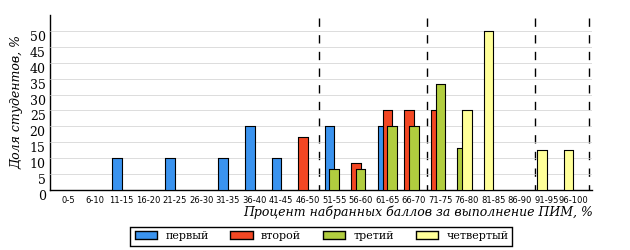 Доля студентов, %
50
45
40
35
30
25
20
15
10
5
0
0-5 6-10 11-15 16-20 21-25 26-30 31-35 36-40 41-45 46-50 51-55 56-60 61-65 66-70 71-75 76-80 81-85 86-90 91-95 96-100
Процент набранных баллов за выполнение ПИМ, %
первый второй третий четвертый